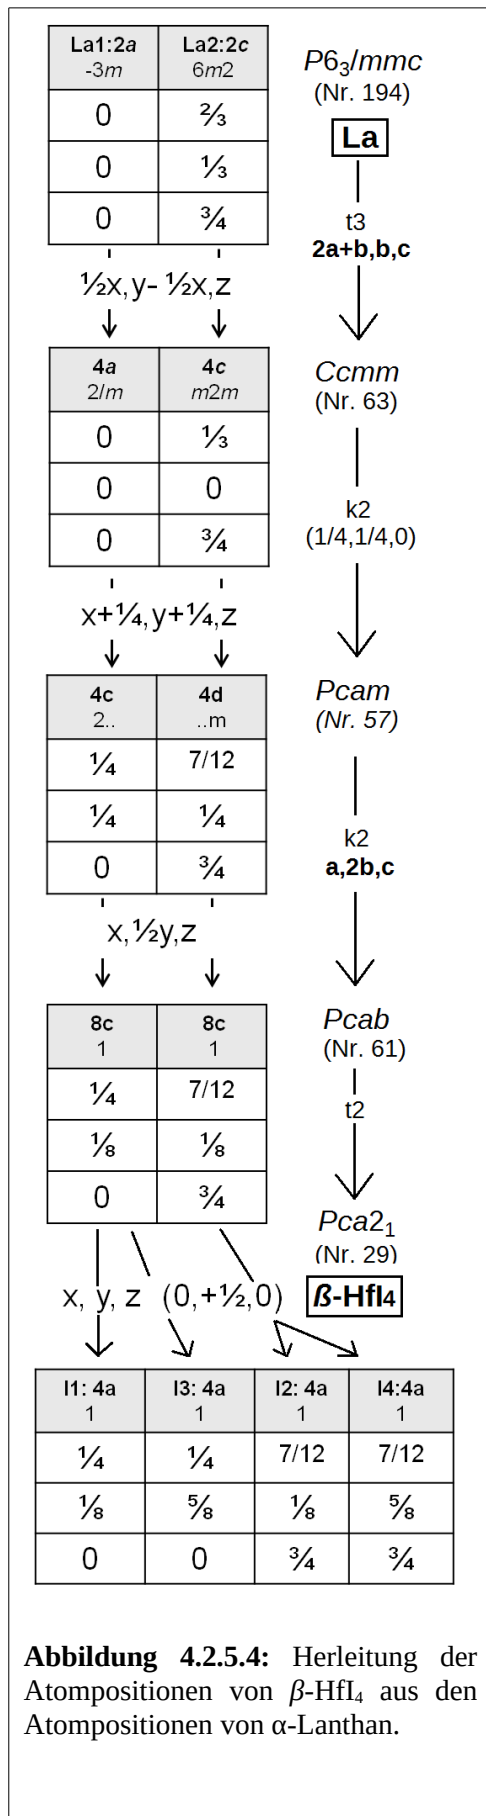 La1:2a La2:2c
-3m 6m2
0 ⅔
0 ⅓
0 ¾
P6₃/mmc
(Nr. 194)
La
t3
2a+b,b,c
½x,y- ½x,z
4a 4c
2/m m2m
0 ⅓
0 0
0 ¾
Ccmm
(Nr. 63)
k2
(1/4,1/4,0)
x+¼,y+¼,z
4c 4d
2.. ..m
¼ 7/12
¼ ¼
0 ¾
Pcam
(Nr. 57)
k2
a,2b,c
x,½y,z
8c 8c
1 1
¼ 7/12
⅛ ⅛
0 ¾
Pcab
(Nr. 61)
t2
Pca2₁
(Nr. 29)
ß-HfI4
x, y, z (0,+½,0)
I1: 4a I3: 4a I2: 4a I4:4a
1 1 1 1
¼ ¼ 7/12 7/12
⅛ ⅝ ⅛ ⅝
0 0 ¾ ¾
Abbildung 4.2.5.4: Herleitung der
Atompositionen von β-HfI₄ aus den
Atompositionen von α-Lanthan.